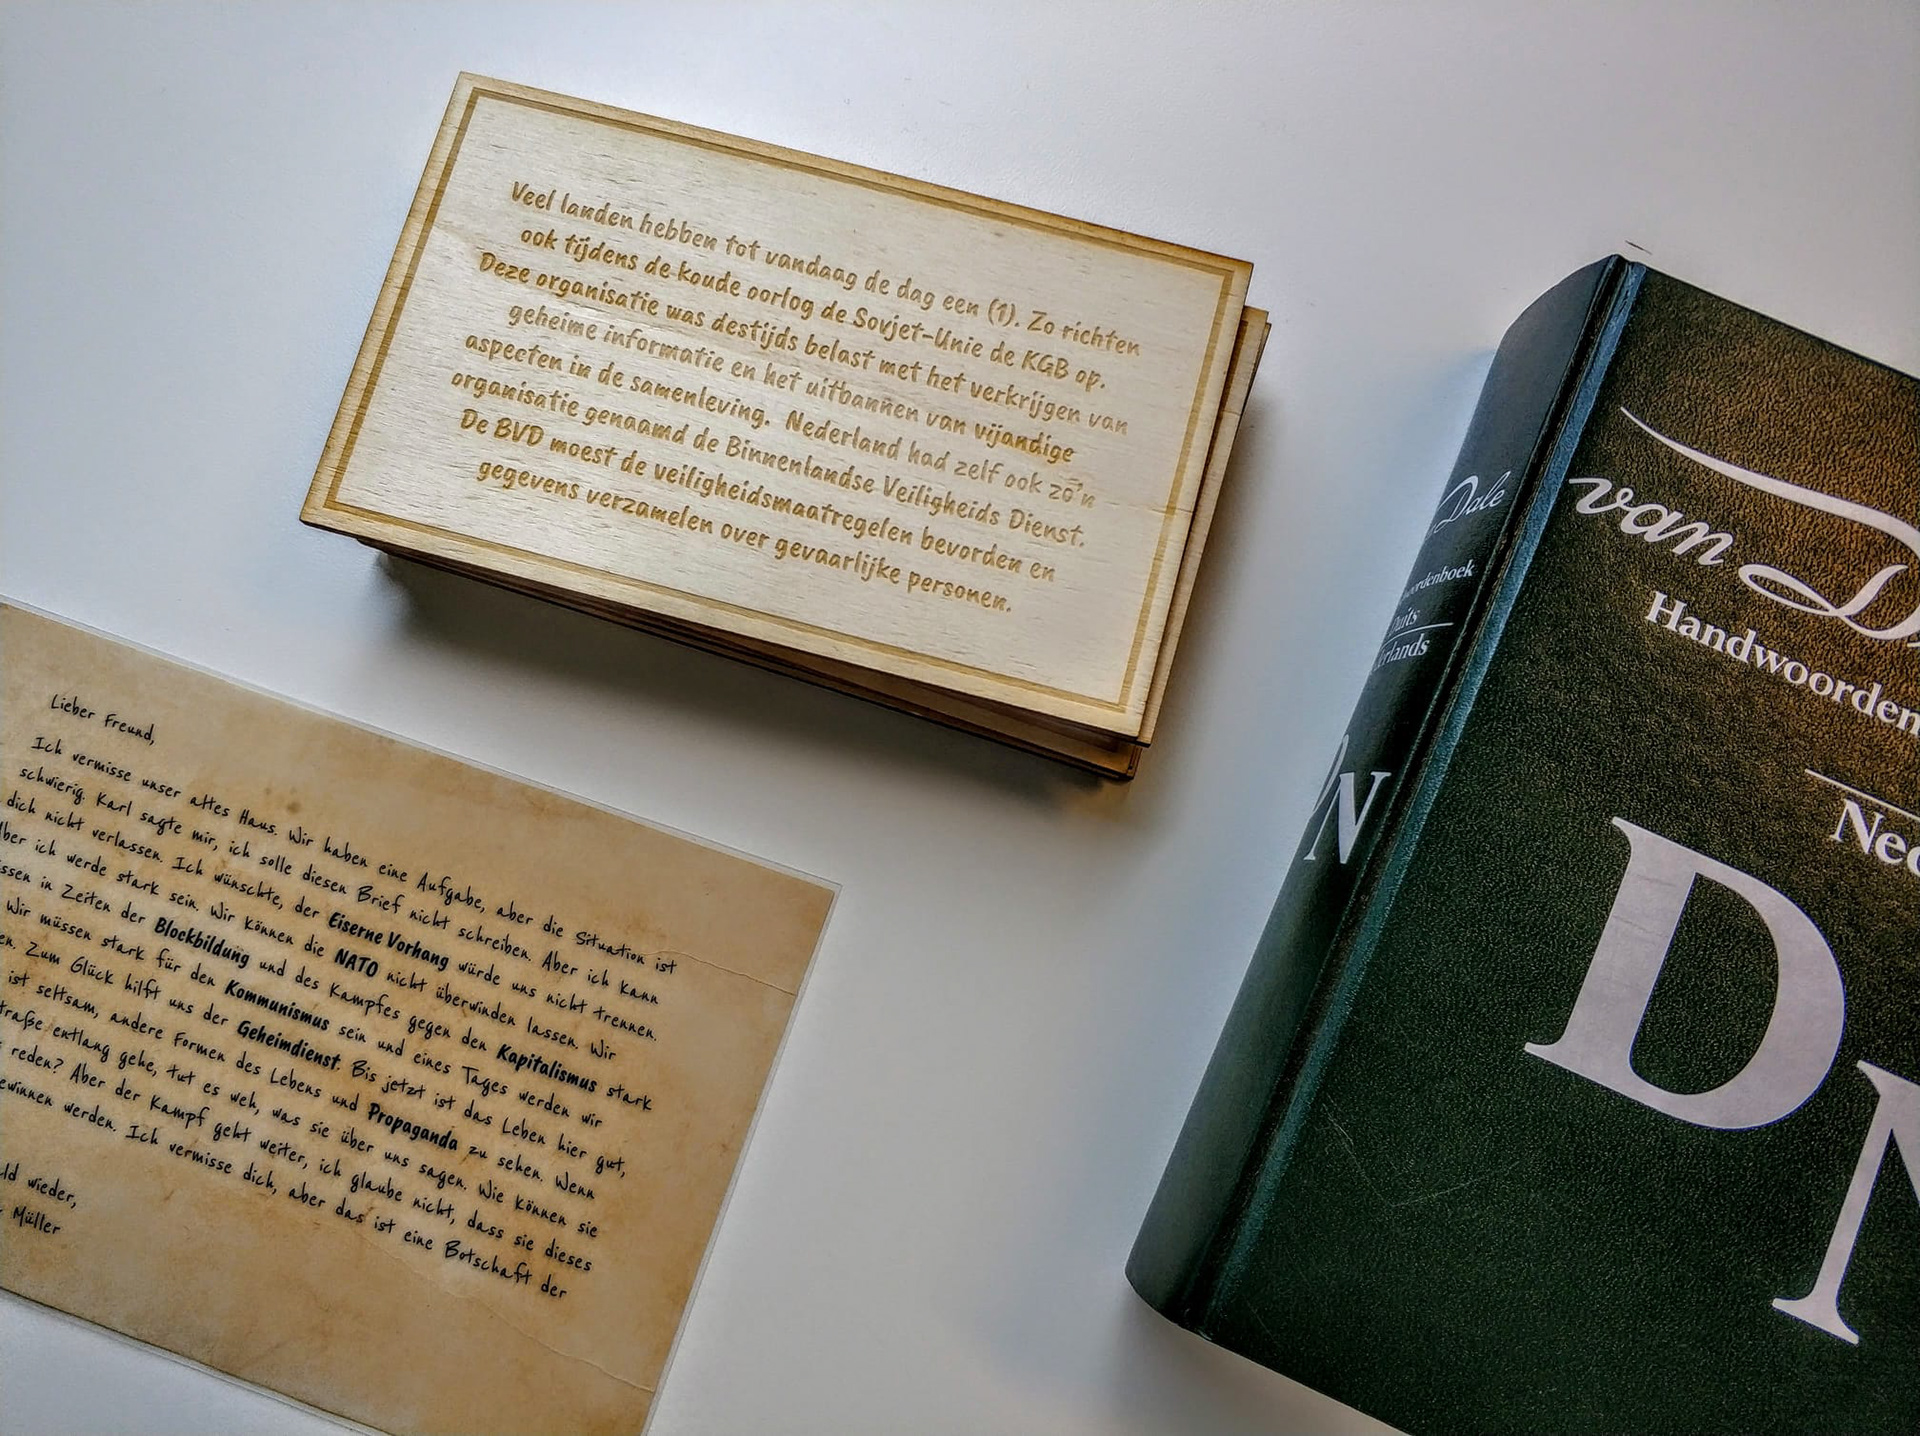 Veel landen hebben tot vandaag de dag een (1). Zo richten
ook tijdens de koude oorlog de Sovjet-Unie de KGB op.
Deze organisatie was destijds belast met het verkrijgen van
geheime informatie en het uitbannen van vijandige
aspecten in de samenleving. Nederland had zelf ook zo'n
organisatie genaamd de Binnenlandse Veiligheids Dienst.
De BVD moest de veiligheidsmaatregelen bevorden en
gegevens verzamelen over gevaarlijke personen.
Lieber Freund,
Ich vermisse unser altes Haus. Wir haben eine Aufgabe, aber die Situation ist
schwierig. Karl sagte mir, ich solle diesen Brief nicht schreiben. Aber ich kann
dich nicht verlassen. Ich wünschte, der Eiserne Vorhang würde uns nicht trennen.
ich werde stark sein. Wir können die NATO nicht überwinden lassen. Wir
in Zeiten der Blockbildung und des Kampfes gegen den Kapitalismus stark
Wir müssen stark für den Kommunismus sein und eines Tages werden wir
Zum Glück hilft uns der Geheimdienst. Bis jetzt ist das Leben hier gut,
ist seltsam, andere Formen des Lebens und Propaganda zu sehen. Wenn
entlang gehe, tut es weh, was sie über uns sagen. Wie können sie
reden? Aber der Kampf geht weiter, ich glaube nicht, dass sie dieses
werden. Ich vermisse dich, aber das ist eine Botschaft der
wieder,
Müller
Dale
Duits
N
van
Handwoorden
Ned
D
N